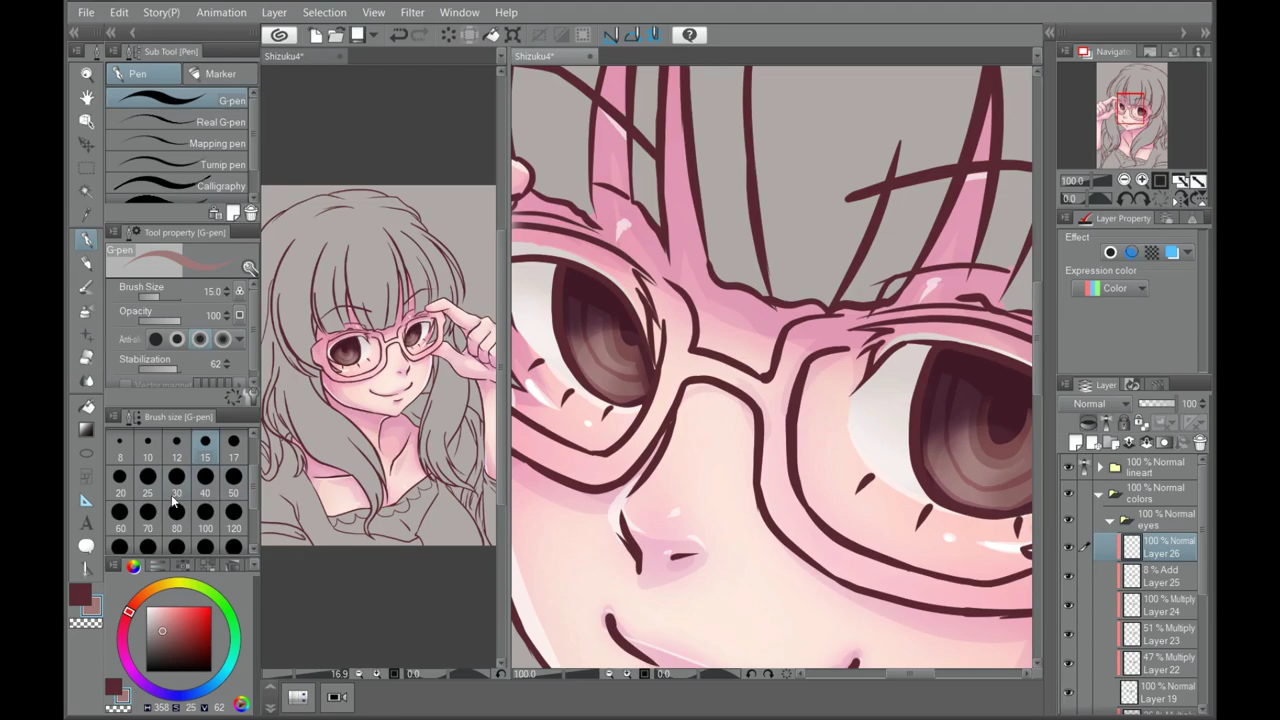 File Edit Story(P) Animation Layer Selection View Filter Window Help
Sub Tool [Pen]
Pen Marker
G-pen
Real G-pen
Mapping pen
Turnip pen
Calligraphy
Tool property [G-pen]
G-pen
Brush Size 15.0
Opacity 100
Anti-a
Stabilization 62
Brush size [G-pen]
8 10 12 15 17
20 25 30 40 50
60 70 80 100 120
H 358 S 25 V 62
Shizuku4*
16.9 0.0
Shizuku4*
100.0 0.0
Navigator
100.0
0.0
Layer Property
Effect
Expression color
Color
Layer
Normal 100
100 % Normal
lineart
100 % Normal
colors
100 % Normal
eyes
100 % Normal
Layer 26
8 % Add
Layer 25
100 % Multiply
Layer 24
51 % Multiply
Layer 23
47 % Multiply
Layer 22
100 % Normal
Layer 19